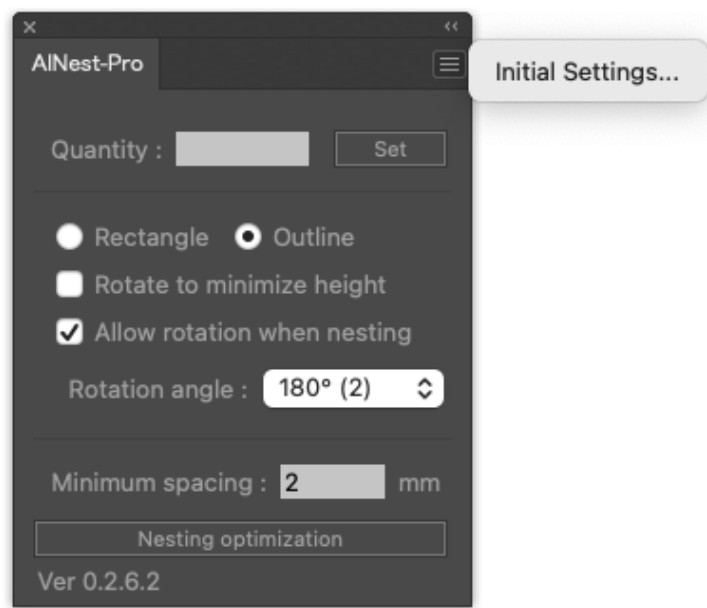 AINest-Pro
Initial Settings...
Quantity :
Set
Rectangle Outline
Rotate to minimize height
Allow rotation when nesting
Rotation angle : 180° (2)
Minimum spacing : 2 mm
Nesting optimization
Ver 0.2.6.2